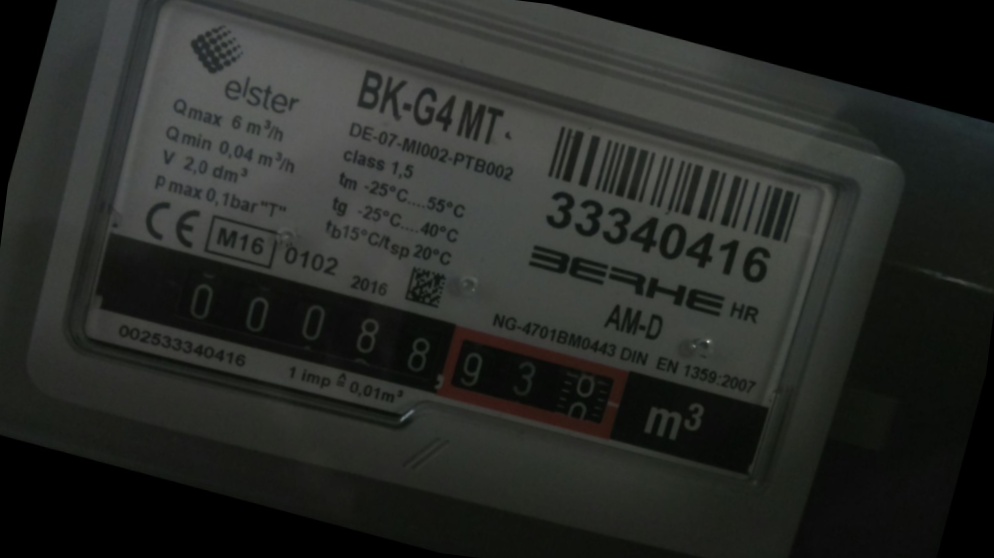 elster
Qmax 6 m³/h
Qmin 0,04 m³/h
V 2,0 dm³
pmax 0,1bar "T"
CE M16 0102 2016
BK-G4 MT
DE-07-MI002-PTB002
class 1,5
tm -25°C....55°C
tg -25°C....40°C
tb15°C/tsp 20°C
33340416
BERHE HR
AM-D
NG-4701BM0443 DIN EN 1359:2007
0 0 0 8 8 , 9 3
m³
002533340416
1 imp ≙ 0,01m³